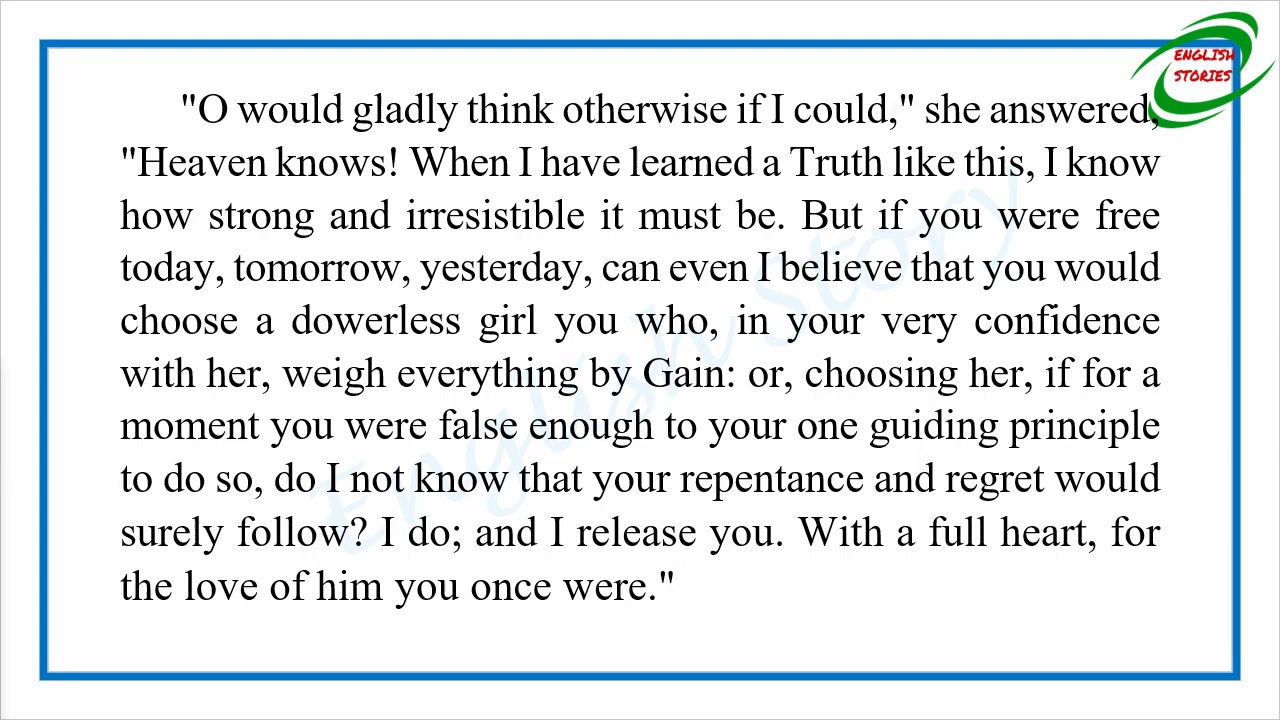 ENGLISH
STORIES
"O would gladly think otherwise if I could," she answered,
"Heaven knows! When I have learned a Truth like this, I know
how strong and irresistible it must be. But if you were free
today, tomorrow, yesterday, can even I believe that you would
choose a dowerless girl you who, in your very confidence
with her, weigh everything by Gain: or, choosing her, if for a
moment you were false enough to your one guiding principle
to do so, do I not know that your repentance and regret would
surely follow? I do; and I release you. With a full heart, for
the love of him you once were."
English Story